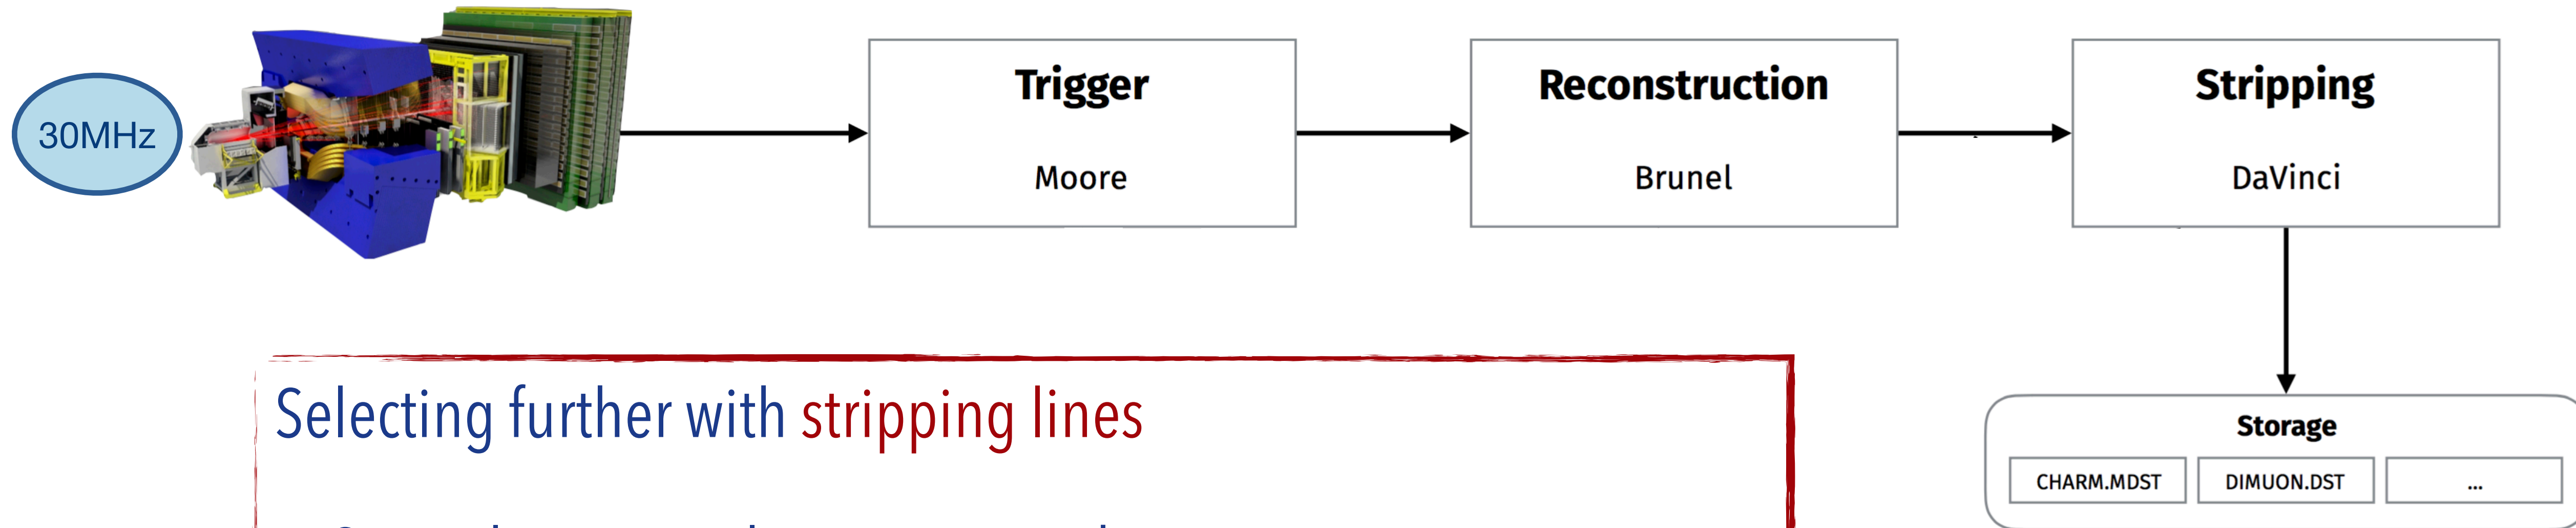 30MHz
Trigger
Moore
Reconstruction
Brunel
Stripping
DaVinci
Selecting further with stripping lines
Storage
CHARM.MDST
DIMUON.DST
...